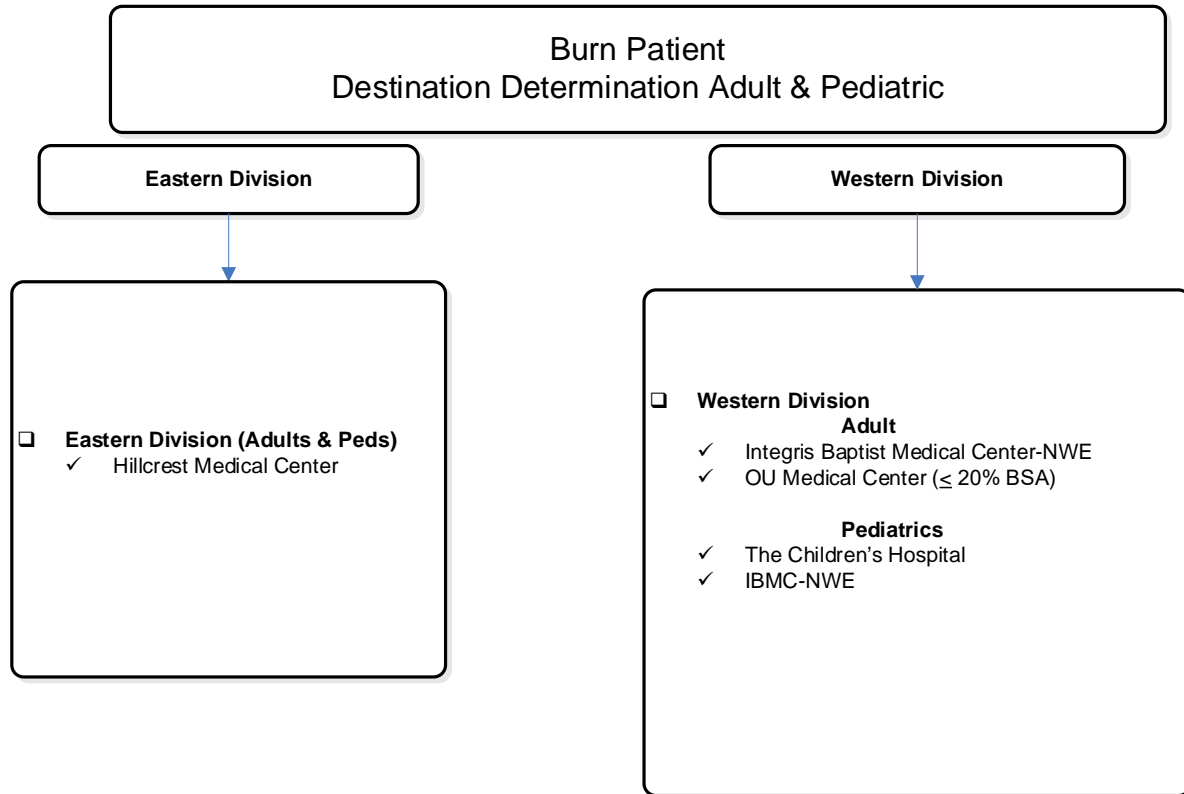 Burn Patient
Destination Determination Adult & Pediatric
Eastern Division
Western Division
❑ Eastern Division (Adults & Peds)
✓ Hillcrest Medical Center
❑ Western Division
Adult
✓ Integris Baptist Medical Center-NWE
✓ OU Medical Center (≤ 20% BSA)
Pediatrics
✓ The Children’s Hospital
✓ IBMC-NWE